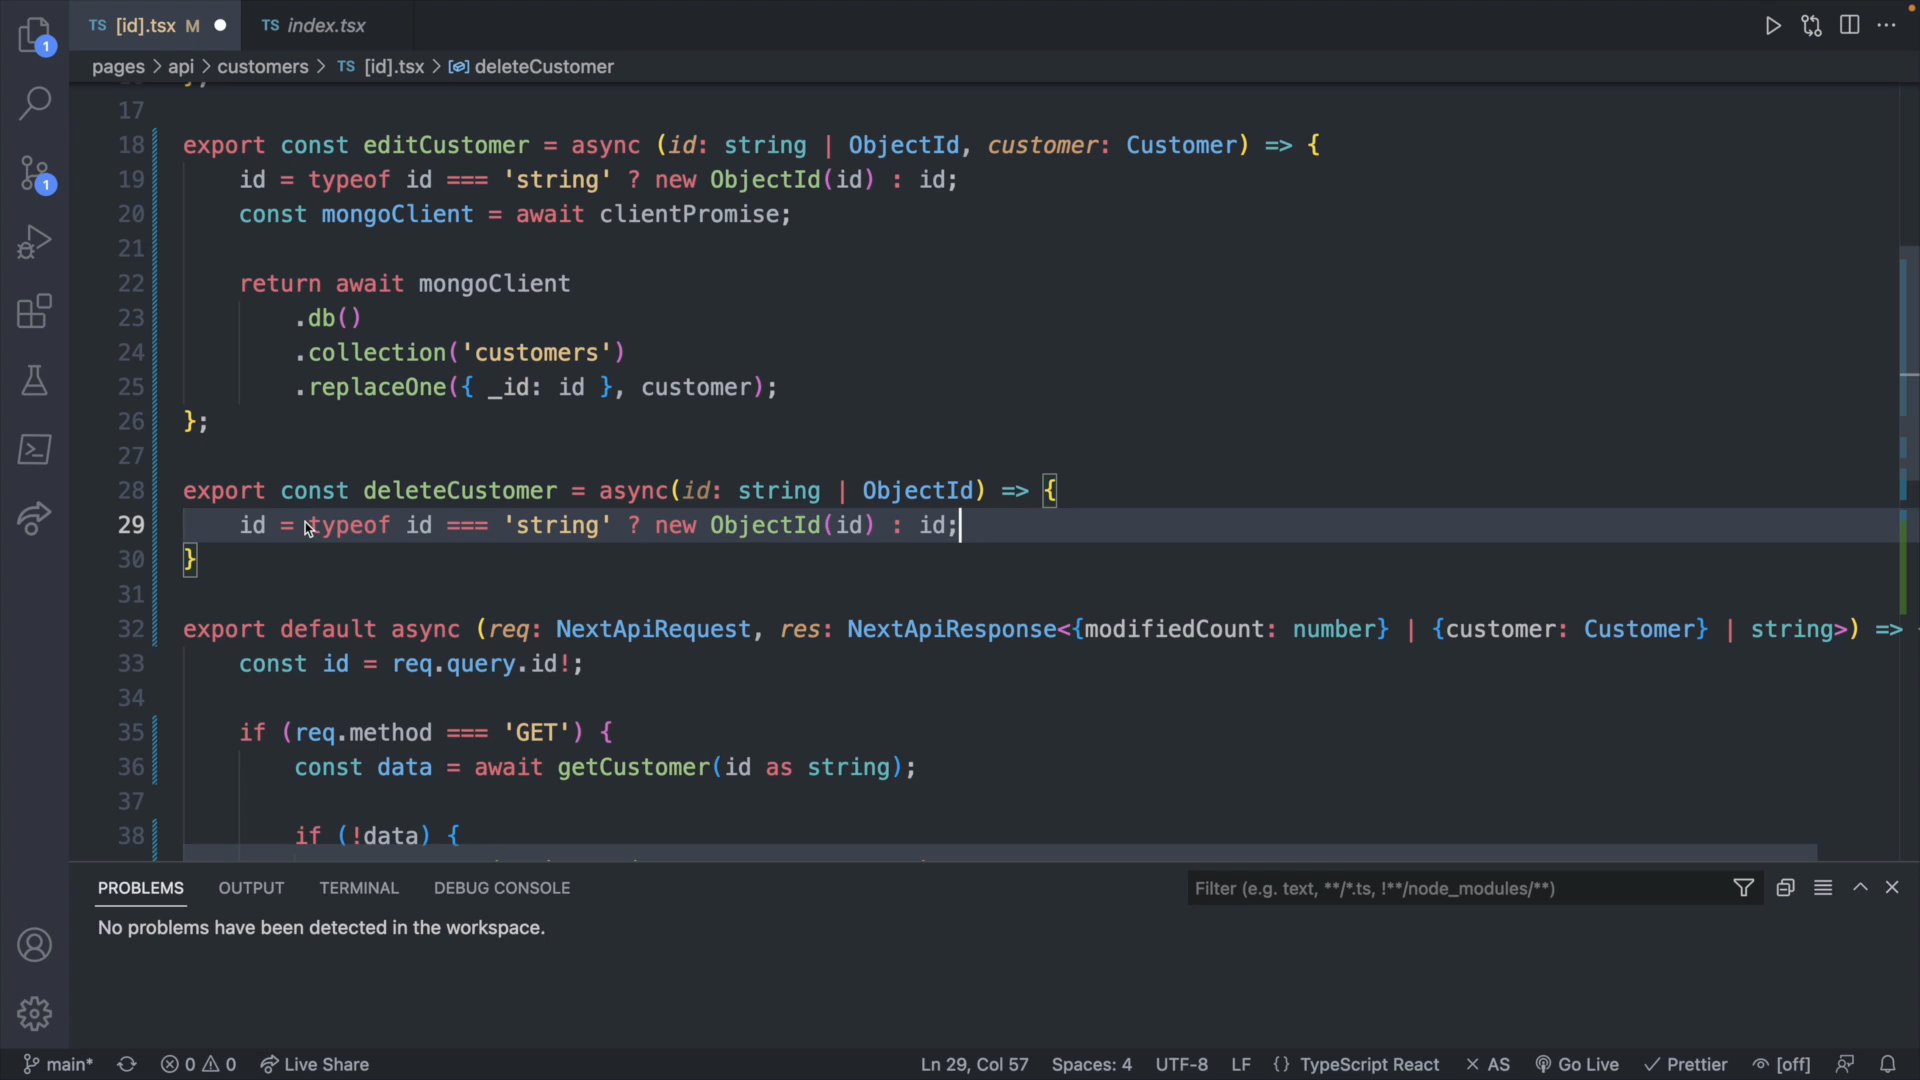 TS [id].tsx M
TS index.tsx
pages > api > customers > TS [id].tsx > deleteCustomer
17
18 export const editCustomer = async (id: string | ObjectId, customer: Customer) => {
19 id = typeof id === 'string' ? new ObjectId(id) : id;
20 const mongoClient = await clientPromise;
21
22 return await mongoClient
23 .db()
24 .collection('customers')
25 .replaceOne({ _id: id }, customer);
26 };
27
28 export const deleteCustomer = async(id: string | ObjectId) => {
29 id = typeof id === 'string' ? new ObjectId(id) : id;
30 }
31
32 export default async (req: NextApiRequest, res: NextApiResponse<{modifiedCount: number} | {customer: Customer} | string>) =>
33 const id = req.query.id!;
34
35 if (req.method === 'GET') {
36 const data = await getCustomer(id as string);
37
38 if (!data) {
PROBLEMS OUTPUT TERMINAL DEBUG CONSOLE
Filter (e.g. text, **/*.ts, !**/node_modules/**)
No problems have been detected in the workspace.
1
1
main* 0 0 Live Share Ln 29, Col 57 Spaces: 4 UTF-8 LF {} TypeScript React × AS Go Live ✓ Prettier [off]